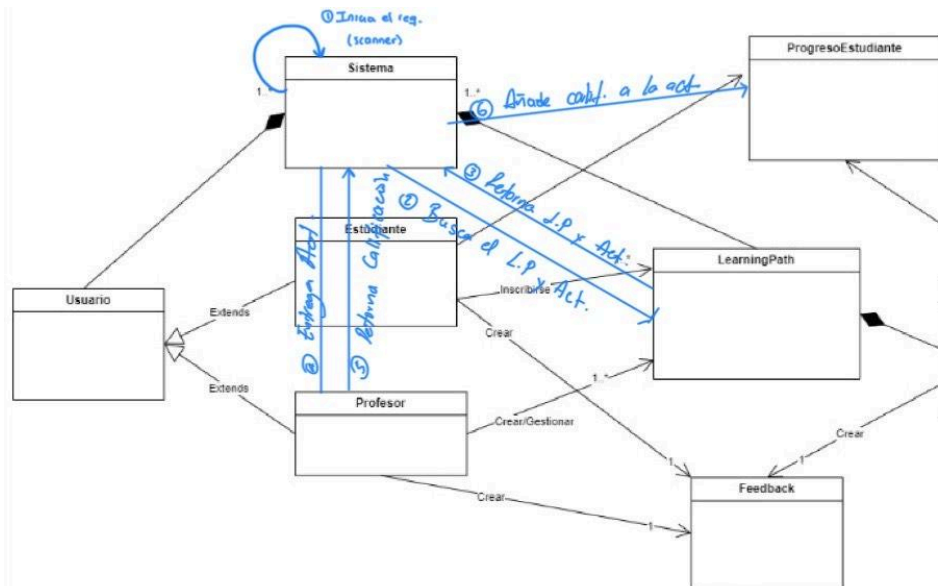 ① Inicia el req.
(scanner)
Sistema
ProgresoEstudiante
1..*
1..*
⑥ Añade calif. a la act
③ Retorna L.P y Act.
② Busca el L.P y Act.
④ Entrega Act.
⑤ Retorna Calificación
Estudiante
LearningPath
Usuario
Extends
Inscribirse
Crear
Extends
Profesor
1..*
Crear/Gestionar
Crear
1
1
Feedback
Crear
1